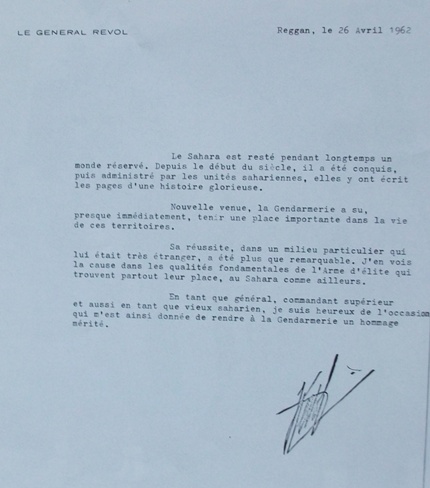 LE GENERAL REVOL
Reggan, le 26 Avril 1962
Le Sahara est resté pendant longtemps un
monde réservé. Depuis le début du siècle, il a été conquis,
puis administré par les unités sahariennes, elles y ont écrit
les pages d'une histoire glorieuse.
Nouvelle venue, la Gendarmerie a su,
presque immédiatement, tenir une place importante dans la vie
de ces territoires.
Sa réussite, dans un milieu particulier qui
lui était très étranger, a été plus que remarquable. J'en vois
la cause dans les qualités fondamentales de l'Arme d'élite qui
trouvent partout leur place, au Sahara comme ailleurs.
En tant que général, commandant supérieur
et aussi en tant que vieux saharien, je suis heureux de l'occasion
qui m'est ainsi donnée de rendre à la Gendarmerie un hommage
mérité.